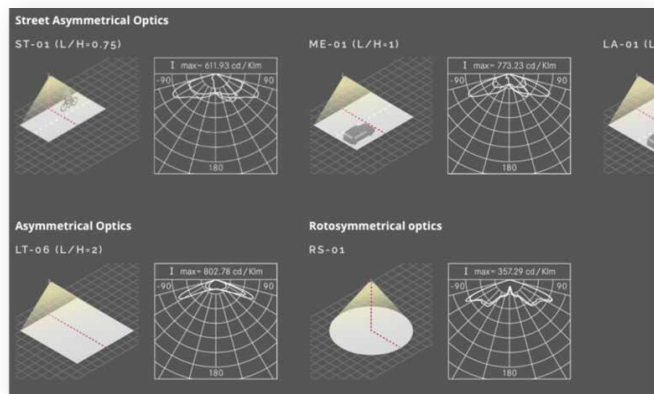 Street Asymmetrical Optics
ST-01 (L/H=0.75)
ME-01 (L/H=1)
LA-01 (L
I max= 611.93 cd/Klm
-90 90
180
I max= 773.23 cd/Klm
-90 90
180
Asymmetrical Optics
Rotosymmetrical optics
LT-06 (L/H=2)
RS-01
I max= 802.78 cd/Klm
-90 90
180
I max= 357.29 cd/Klm
-90 90
180